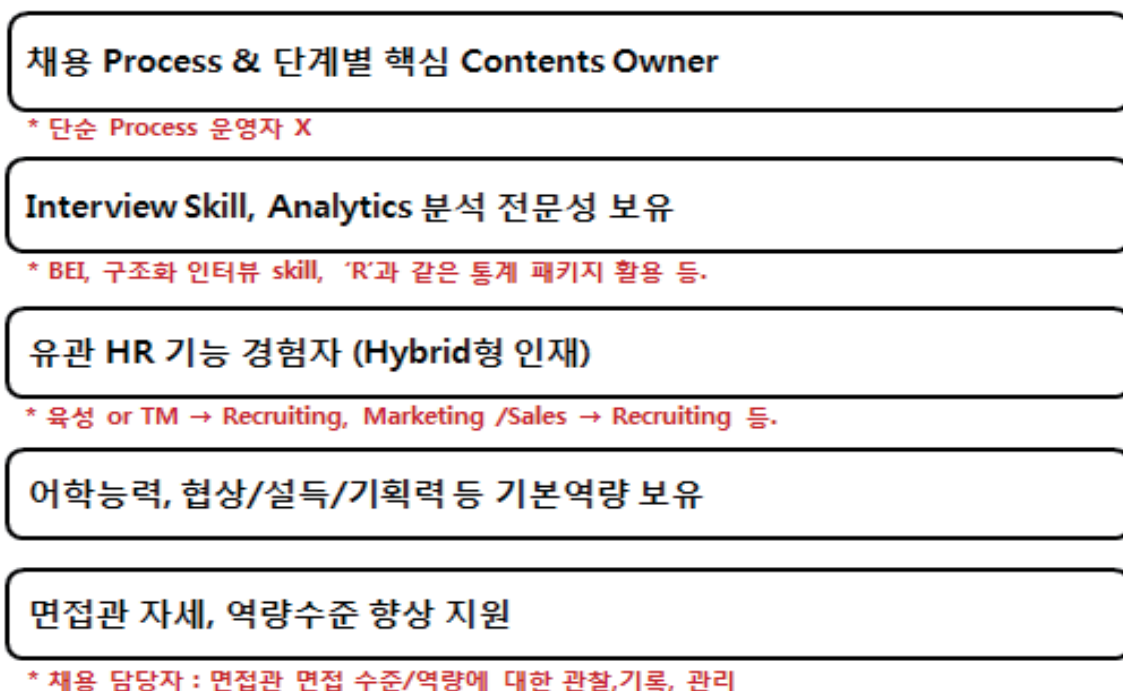 채용 Process & 단계별 핵심 Contents Owner
* 단순 Process 운영자 X
Interview Skill, Analytics 분석 전문성 보유
* BEI, 구조화 인터뷰 skill, ‘R’과 같은 통계 패키지 활용 등.
유관 HR 기능 경험자 (Hybrid형 인재)
* 육성 or TM → Recruiting, Marketing /Sales → Recruiting 등.
어학능력, 협상/설득/기획력 등 기본역량 보유
면접관 자세, 역량수준 향상 지원
* 채용 담당자 : 면접관 면접 수준/역량에 대한 관찰,기록, 관리